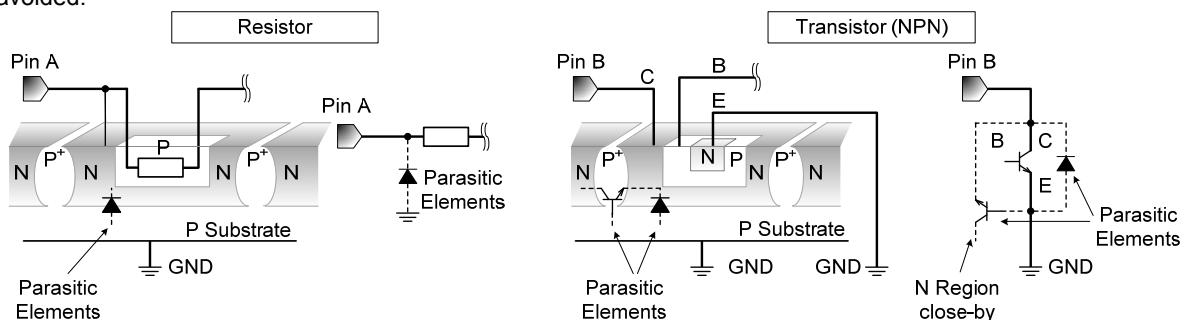 avoided.
Resistor
Transistor (NPN)
Pin A
Pin A
N
P+
N
P
N
P+
N
Parasitic
Elements
P Substrate
GND
Parasitic
Elements
Pin B
C
B
E
N
P+
N
N
P
P+
N
N
P Substrate
GND
GND
Parasitic
Elements
Pin B
B
C
E
Parasitic
Elements
GND
N Region
close-by